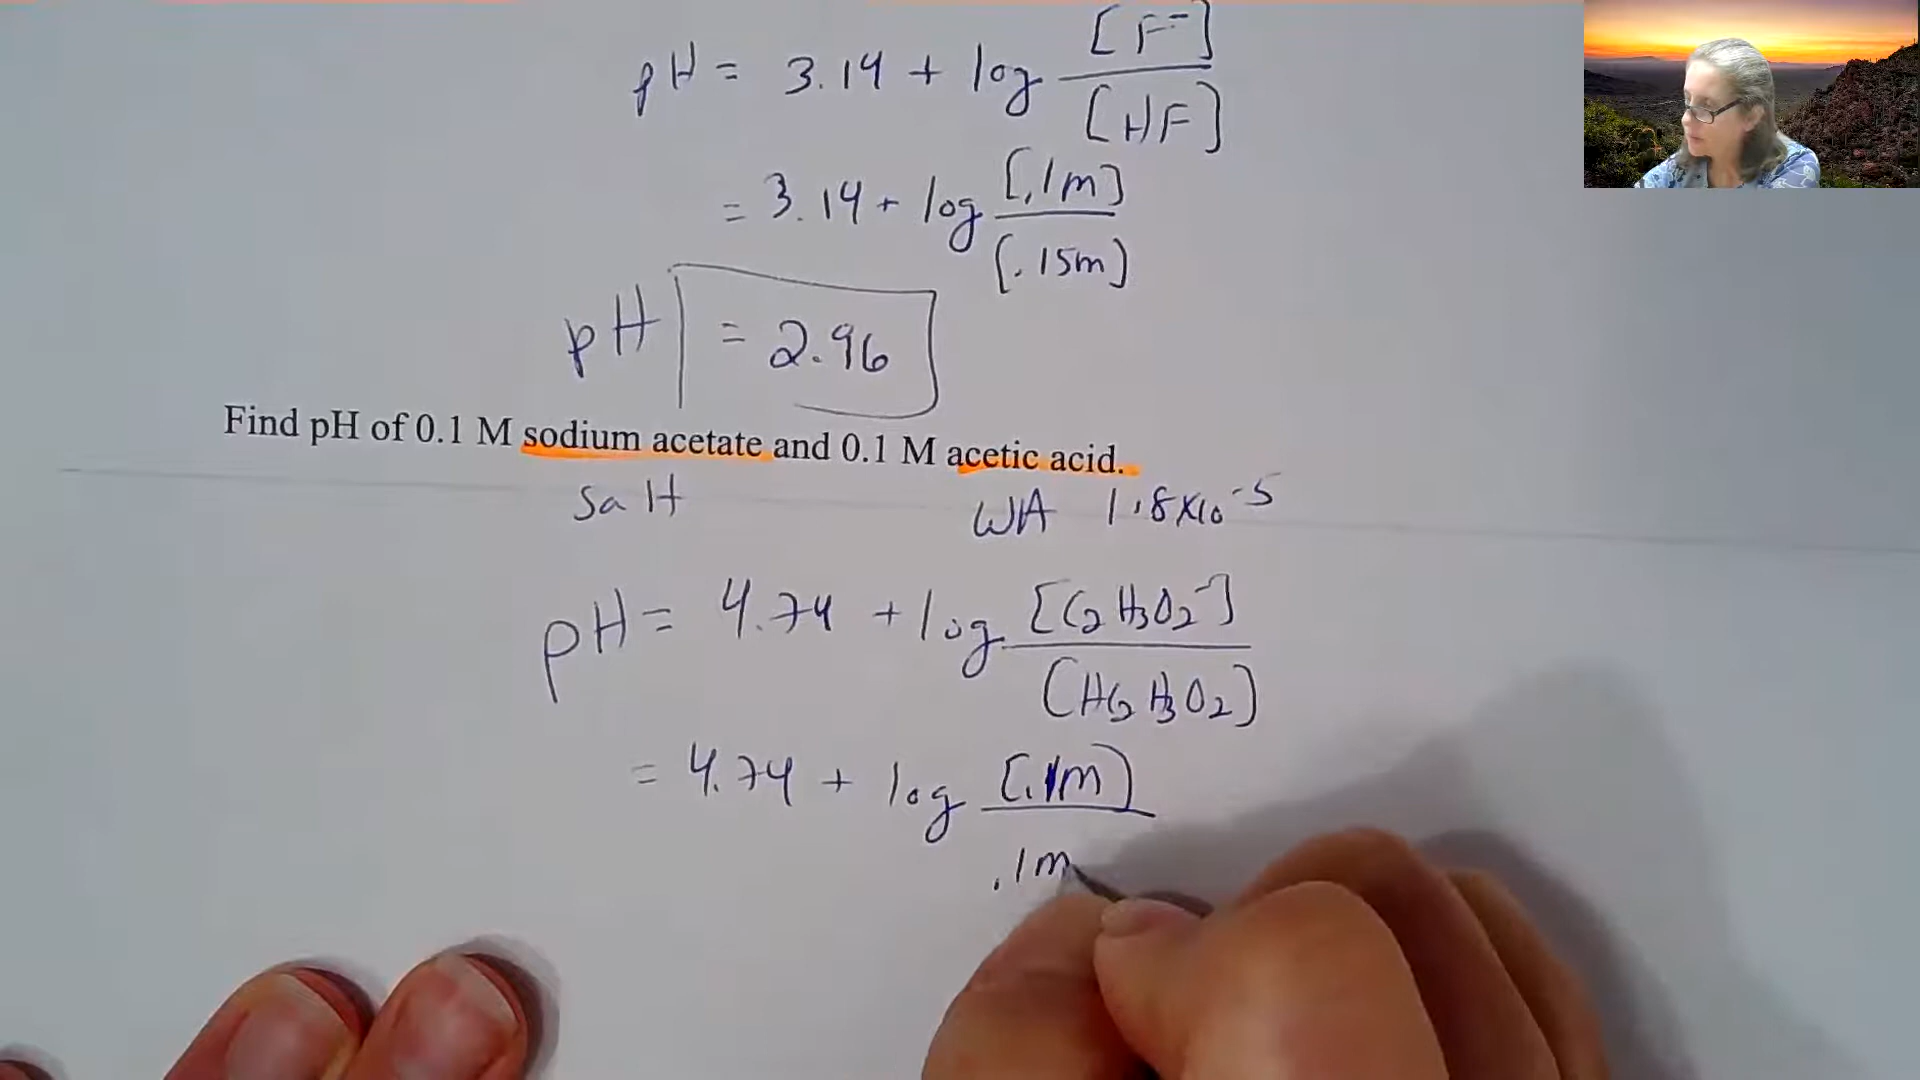 pH = 3.14 + log [F⁻] / [HF]
= 3.14 + log [.1m] / [.15m]
pH = 2.96
Find pH of 0.1 M sodium acetate and 0.1 M acetic acid.
Salt WA 1.8x10⁻⁵
pH = 4.74 + log [C₂H₃O₂⁻] / [HC₂H₃O₂]
= 4.74 + log [.1m] / .1m